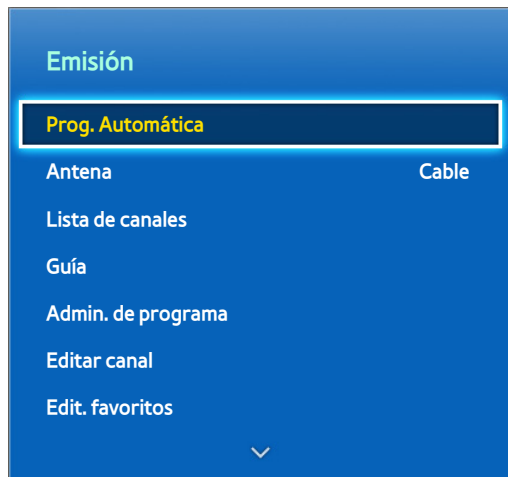 Emisión
Prog. Automática
Antena Cable
Lista de canales
Guía
Admin. de programa
Editar canal
Edit. favoritos